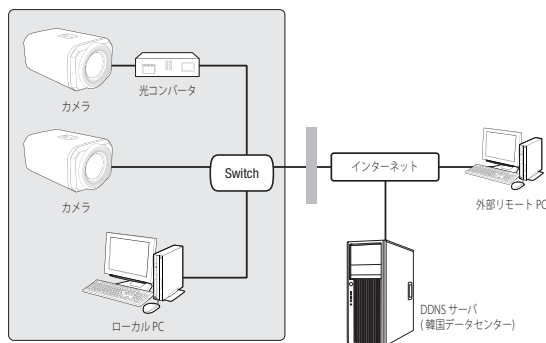 カメラ
光コンバータ
カメラ
Switch
インターネット
外部リモート PC
ローカル PC
DDNS サーバ
(韓国データセンター)